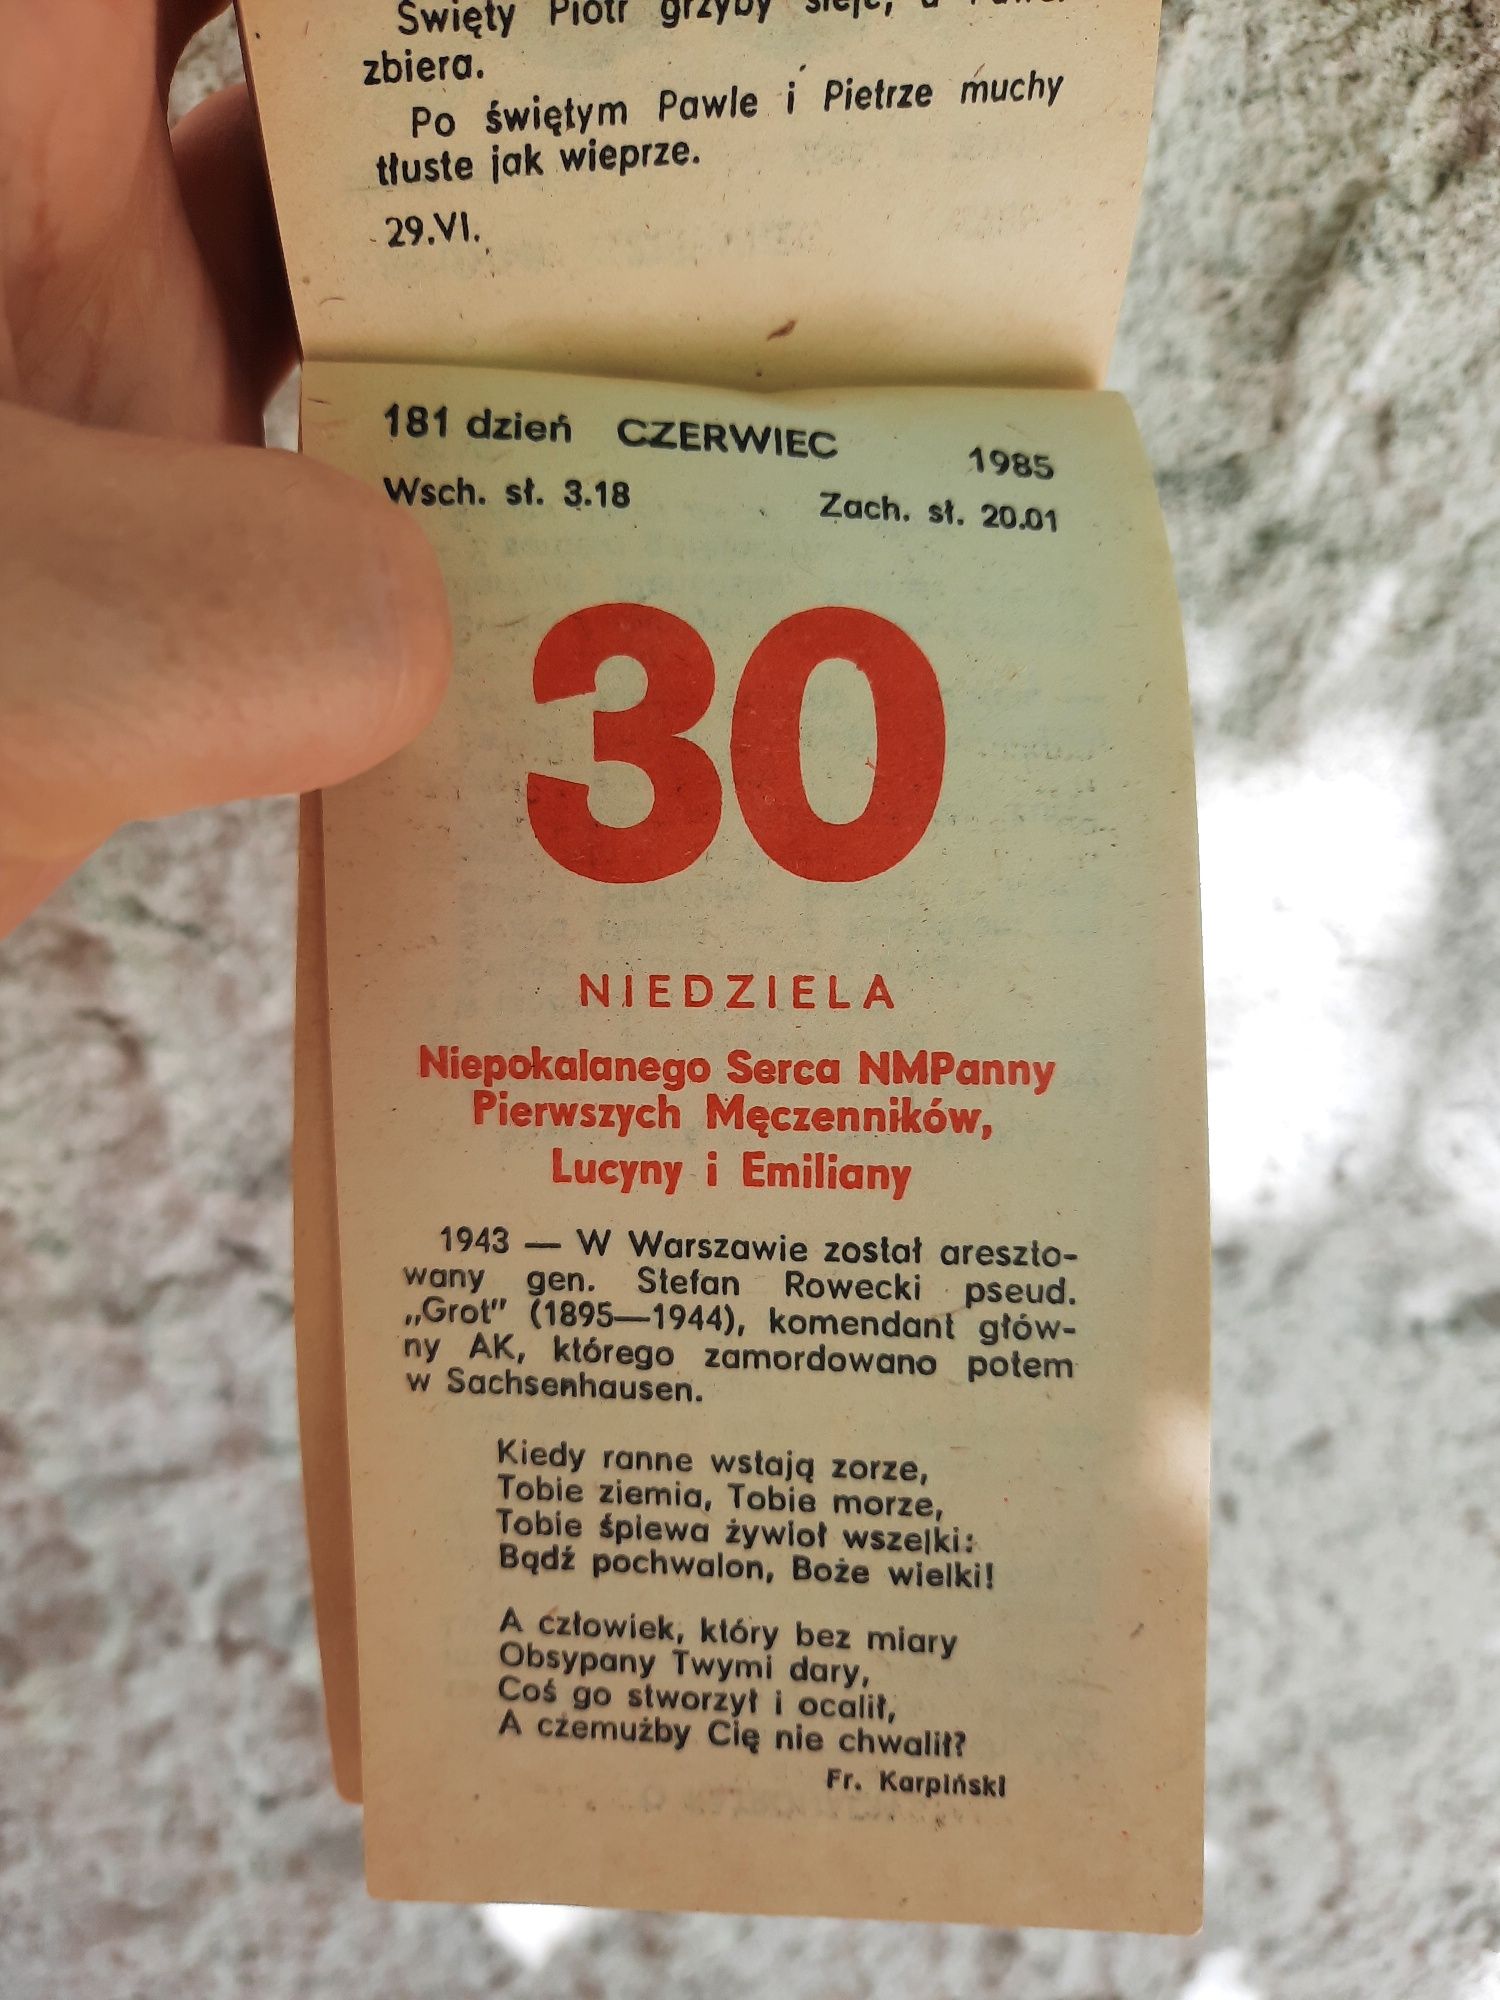 Święty Piotr grzyby sieje, a Paweł
zbiera.
Po świętym Pawle i Pietrze muchy
tłuste jak wieprze.
29.VI.
181 dzień CZERWIEC 1985
Wsch. sł. 3.18 Zach. sł. 20.01
30
NIEDZIELA
Niepokalanego Serca NMPanny
Pierwszych Męczenników,
Lucyny i Emiliany
1943 — W Warszawie został areszto-
wany gen. Stefan Rowecki pseud.
„Grot" (1895—1944), komendant głów-
ny AK, którego zamordowano potem
w Sachsenhausen.
Kiedy ranne wstają zorze,
Tobie ziemia, Tobie morze,
Tobie śpiewa żywioł wszelki:
Bądź pochwalon, Boże wielki!
A człowiek, który bez miary
Obsypany Twymi dary,
Coś go stworzył i ocalił,
A czemużby Cię nie chwalił?
Fr. Karpiński